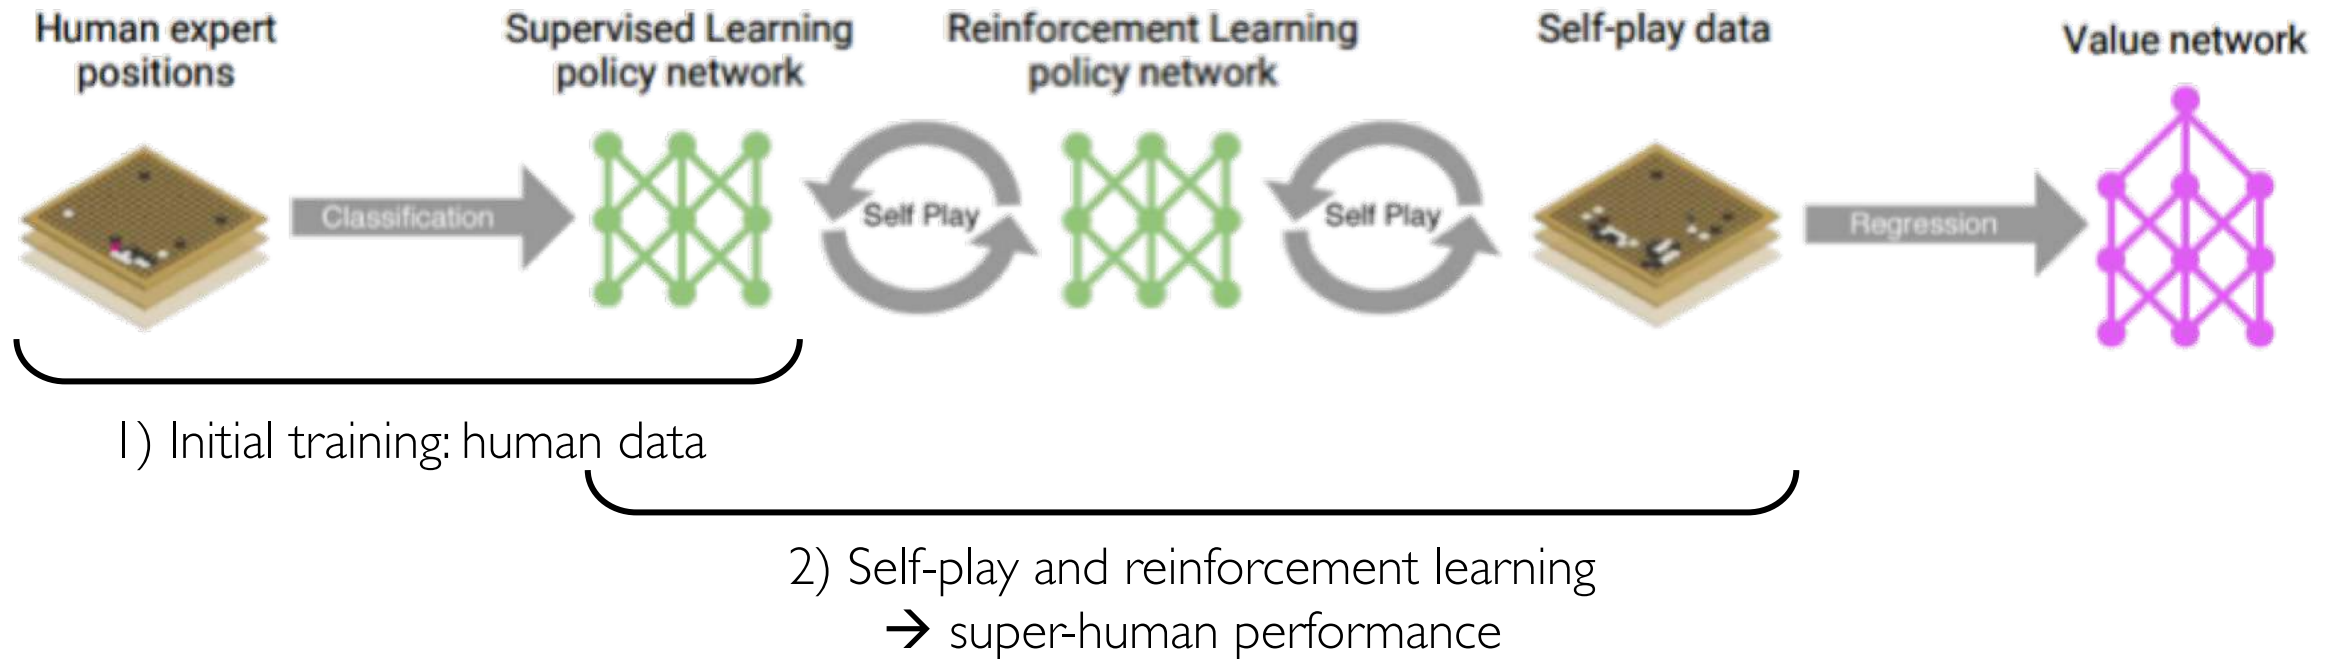 Human expert
positions
Supervised Learning
policy network
Reinforcement Learning
policy network
Self-play data
Value network
Classification
Self Play
Self Play
Regression
1) Initial training: human data
2) Self-play and reinforcement learning
→ super-human performance